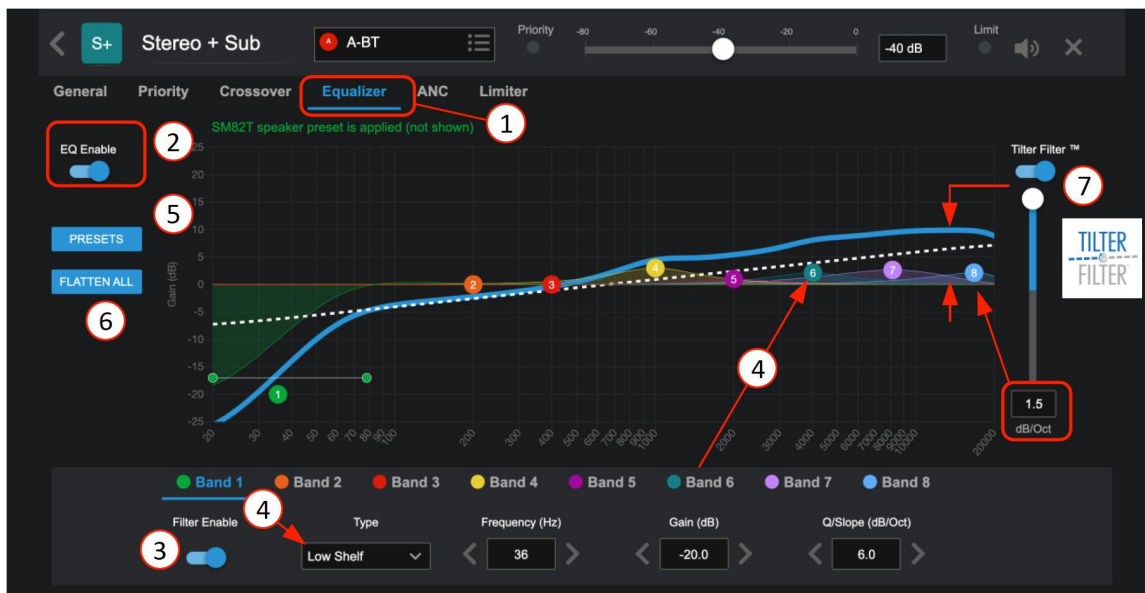 S+ Stereo + Sub A A-BT Priority -80 -60 -40 -20 0 -40 dB Limit
General Priority Crossover Equalizer ANC Limiter
1
SM82T speaker preset is applied (not shown)
2
EQ Enable
Tilter Filter ™
7
5
PRESETS
FLATTEN ALL
6
TILTER
FILTER
Gain (dB)
25
20
15
10
5
0
-5
-10
-15
-20
-25
1 2 3 4 5 6 7 8
4
20 30 40 50 60 70 80 90 100 200 300 400 500 600 700 800 900 1000 2000 3000 4000 5000 6000 7000 8000 9000 10000 20000
1.5
dB/Oct
Band 1 Band 2 Band 3 Band 4 Band 5 Band 6 Band 7 Band 8
4
Filter Enable Type Frequency (Hz) Gain (dB) Q/Slope (dB/Oct)
3
Low Shelf 36 -20.0 6.0